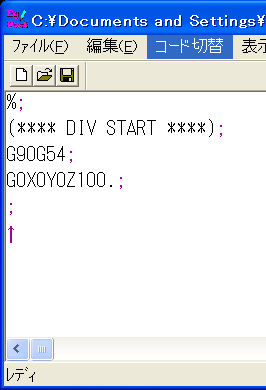 C:¥Documents and Settings¥
ファイル(F) 編集(E) コード切替 表示
%;
(**** DIV START ****);
G90G54;
G0X0Y0Z100.;
;
↑
レディ